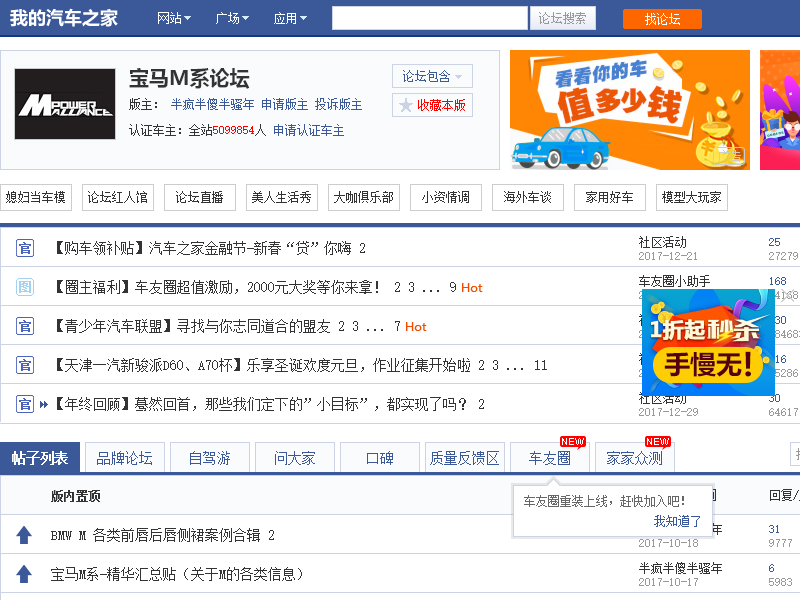 我的汽车之家 网站 广场 应用 论坛搜索 找论坛
M POWER ALLIANCE
宝马M系论坛 论坛包含
版主： 半疯半傻半骚年 申请版主 投诉版主 收藏本版
认证车主：全站5099854人 申请认证车主
看看你的车
值多少钱
媳妇当车模 论坛红人馆 论坛直播 美人生活秀 大咖俱乐部 小资情调 海外车谈 家用好车 模型大玩家
官 【购车领补贴】汽车之家金融节-新春“贷”你嗨 2 社区活动 25
2017-12-21 27279
图 【圈主福利】车友圈超值激励，2000元大奖等你来拿！ 2 3 ... 9 Hot 车友圈小助手 168
官 【青少年汽车联盟】寻找与你志同道合的盟友 2 3 ... 7 Hot 30
1折起秒杀
手慢无！
官 【天津一汽新骏派D60、A70杯】乐享圣诞欢度元旦，作业征集开始啦 2 3 ... 11 16
5286
官 【年终回顾】蓦然回首，那些我们定下的”小目标”，都实现了吗？ 2 社区活动 30
2017-12-29 64617
帖子列表 品牌论坛 自驾游 问大家 口碑 质量反馈区 车友圈 NEW 家家众测 NEW
版内置顶 回复/
车友圈重装上线，赶快加入吧！
我知道了
BMW M 各类前唇后唇侧裙案例合辑 2 年 31
2017-10-18 9777
宝马M系-精华汇总贴（关于M的各类信息） 半疯半傻半骚年 6
2017-10-17 5983